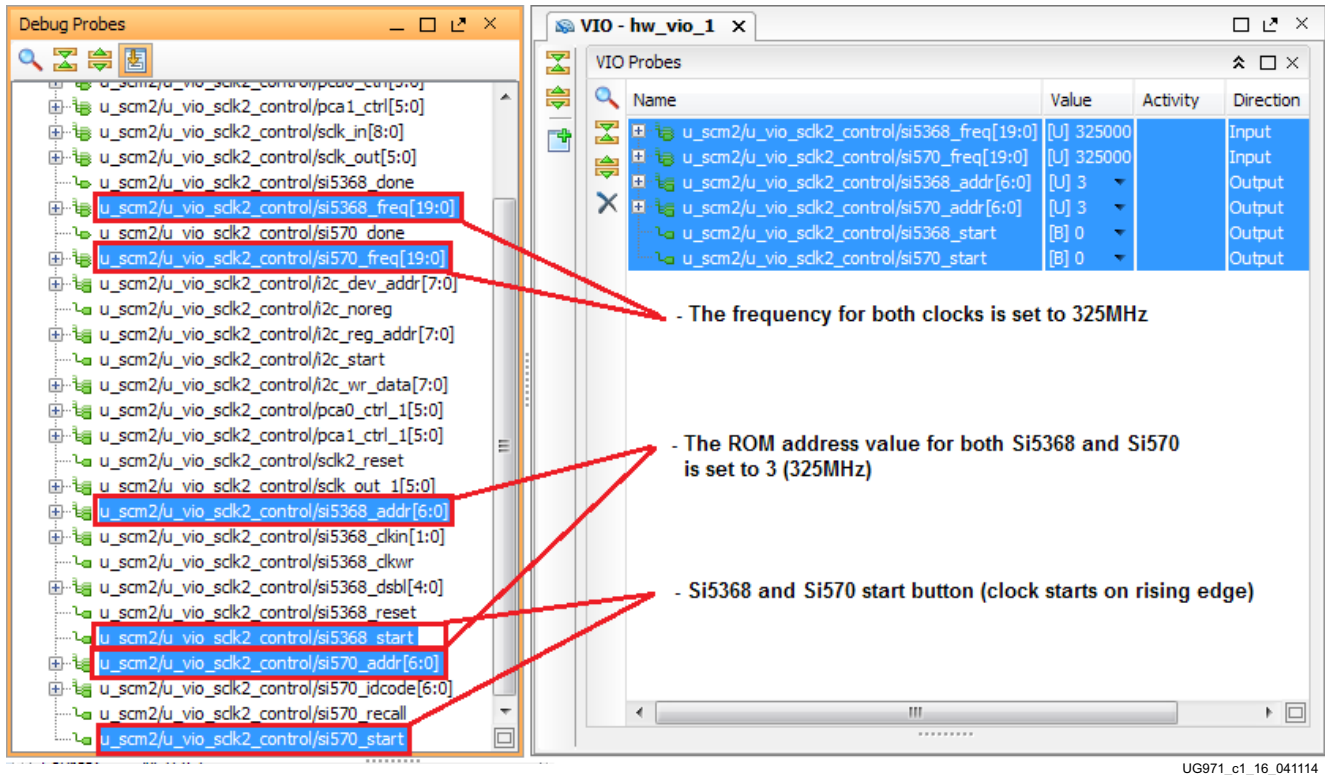 Debug Probes
u_scm2/u_vio_sclk2_control/pca0_ctrl[5:0]
u_scm2/u_vio_sclk2_control/pca1_ctrl[5:0]
u_scm2/u_vio_sclk2_control/sclk_in[8:0]
u_scm2/u_vio_sclk2_control/sclk_out[5:0]
u_scm2/u_vio_sclk2_control/si5368_done
u_scm2/u_vio_sclk2_control/si5368_freq[19:0]
u_scm2/u_vio_sclk2_control/si570_done
u_scm2/u_vio_sclk2_control/si570_freq[19:0]
u_scm2/u_vio_sclk2_control/i2c_dev_addr[7:0]
u_scm2/u_vio_sclk2_control/i2c_noreg
u_scm2/u_vio_sclk2_control/i2c_reg_addr[7:0]
u_scm2/u_vio_sclk2_control/i2c_start
u_scm2/u_vio_sclk2_control/i2c_wr_data[7:0]
u_scm2/u_vio_sclk2_control/pca0_ctrl_1[5:0]
u_scm2/u_vio_sclk2_control/pca1_ctrl_1[5:0]
u_scm2/u_vio_sclk2_control/sclk2_reset
u_scm2/u_vio_sclk2_control/sclk_out_1[5:0]
u_scm2/u_vio_sclk2_control/si5368_addr[6:0]
u_scm2/u_vio_sclk2_control/si5368_clkin[1:0]
u_scm2/u_vio_sclk2_control/si5368_clkwr
u_scm2/u_vio_sclk2_control/si5368_dsbl[4:0]
u_scm2/u_vio_sclk2_control/si5368_reset
u_scm2/u_vio_sclk2_control/si5368_start
u_scm2/u_vio_sclk2_control/si570_addr[6:0]
u_scm2/u_vio_sclk2_control/si570_idcode[6:0]
u_scm2/u_vio_sclk2_control/si570_recall
u_scm2/u_vio_sclk2_control/si570_start
VIO - hw_vio_1
VIO Probes
Name Value Activity Direction
u_scm2/u_vio_sclk2_control/si5368_freq[19:0] [U] 325000 Input
u_scm2/u_vio_sclk2_control/si570_freq[19:0] [U] 325000 Input
u_scm2/u_vio_sclk2_control/si5368_addr[6:0] [U] 3 Output
u_scm2/u_vio_sclk2_control/si570_addr[6:0] [U] 3 Output
u_scm2/u_vio_sclk2_control/si5368_start [B] 0 Output
u_scm2/u_vio_sclk2_control/si570_start [B] 0 Output
- The frequency for both clocks is set to 325MHz
- The ROM address value for both Si5368 and Si570
is set to 3 (325MHz)
- Si5368 and Si570 start button (clock starts on rising edge)
UG971_c1_16_041114